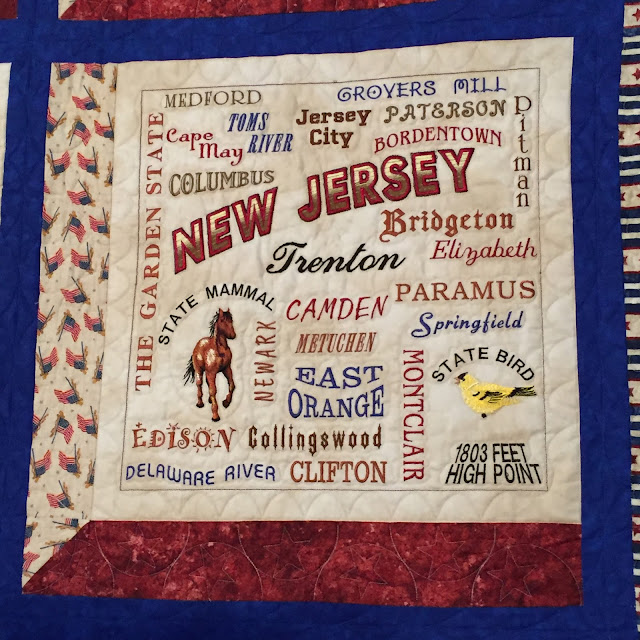 MEDFORD
GROVERS MILL
TOMS
RIVER
Jersey
City
PATERSON
Pitman
Cape
May
BORDENTOWN
THE GARDEN STATE
COLUMBUS
NEW JERSEY
Bridgeton
Trenton
Elizabeth
STATE MAMMAL
CAMDEN
PARAMUS
NEWARK
METUCHEN
Springfield
STATE BIRD
EAST
ORANGE
MONTCLAIR
EDISON
Collingswood
1803 FEET
HIGH POINT
DELAWARE RIVER
CLIFTON